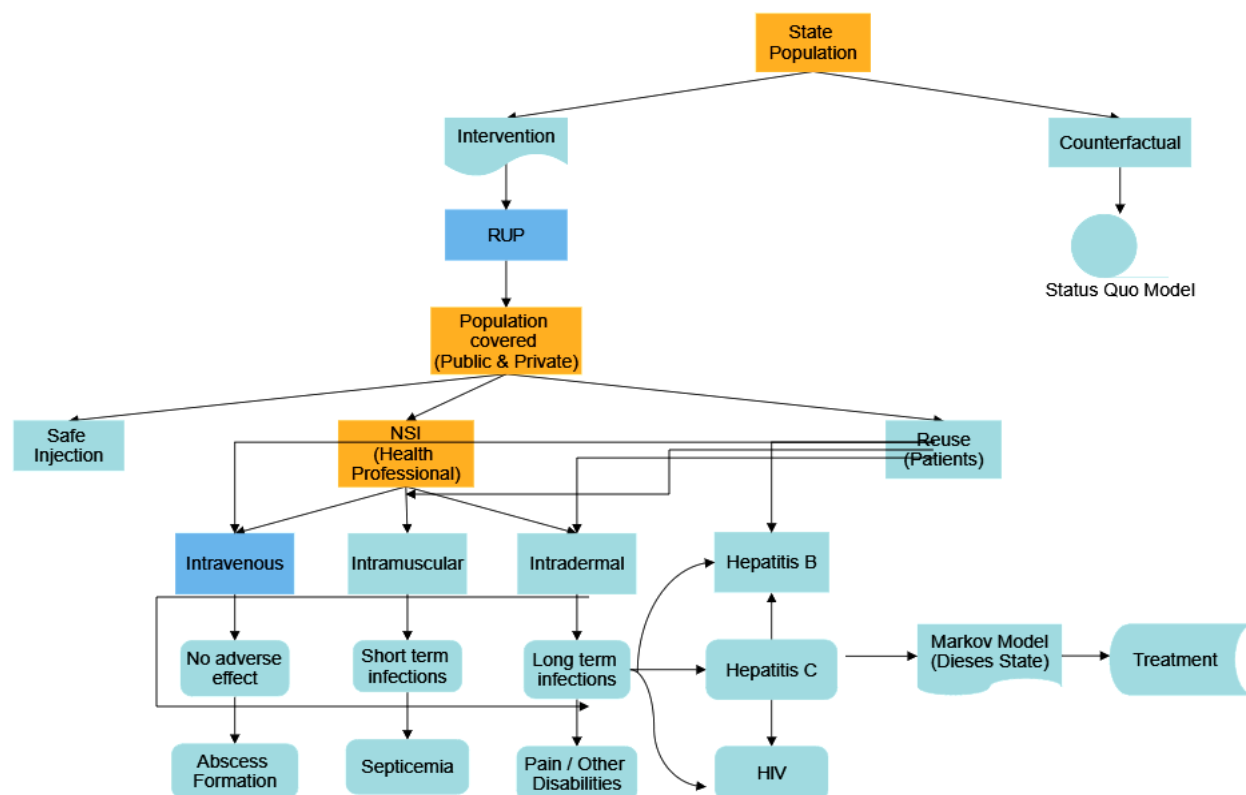 State
Population
Intervention
Counterfactual
RUP
Status Quo Model
Population
covered
(Public & Private)
Safe
Injection
NSI
(Health
Professional)
Reuse
(Patients)
Intravenous
Intramuscular
Intradermal
Hepatitis B
No adverse
effect
Short term
infections
Long term
infections
Hepatitis C
Markov Model
(Dieses State)
Treatment
Abscess
Formation
Septicemia
Pain / Other
Disabilities
HIV